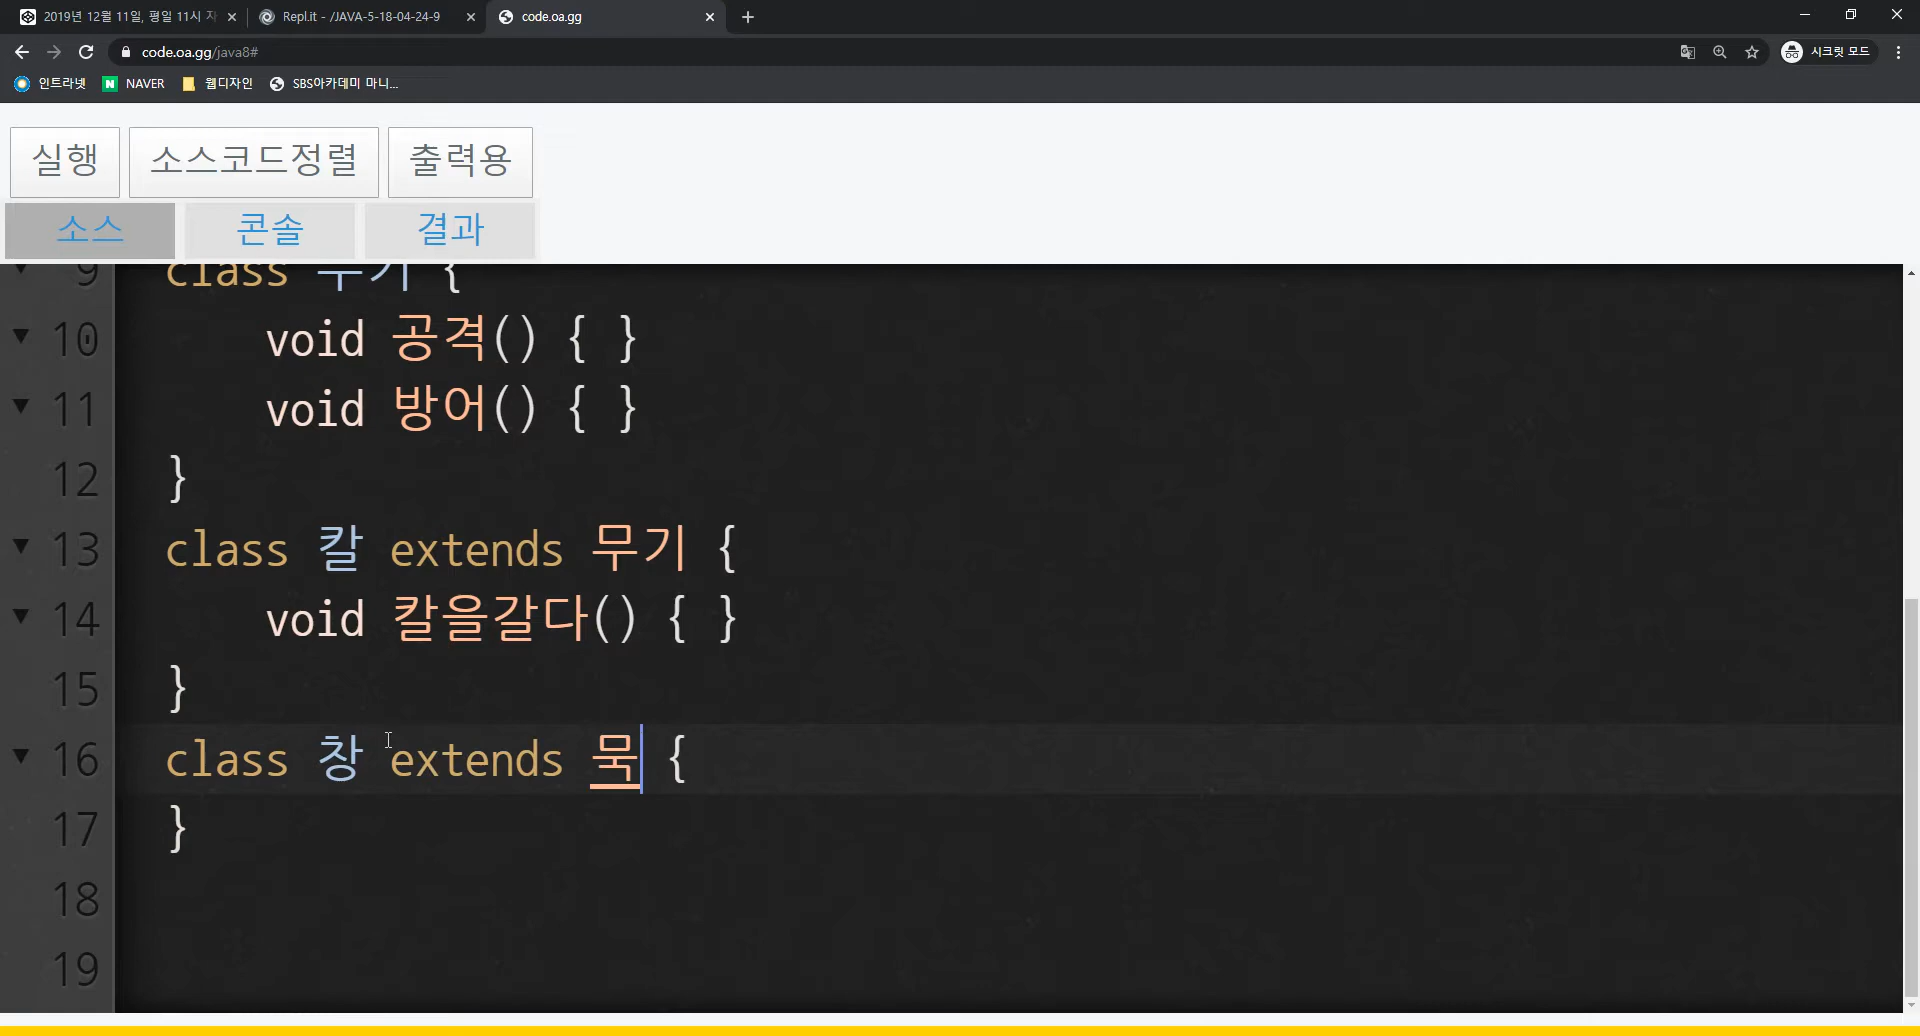 2019년 12월 11일, 평일 11시 자
Repl.it - /JAVA-5-18-04-24-9
code.oa.gg
code.oa.gg/java8#
시크릿 모드
인트라넷
NAVER
웹디자인
SBS아카데미 마니...
실행
소스코드정렬
출력용
소스
콘솔
결과
9 class 무기 {
10 void 공격() { }
11 void 방어() { }
12 }
13 class 칼 extends 무기 {
14 void 칼을갈다() { }
15 }
16 class 창 extends 묵 {
17 }
18
19